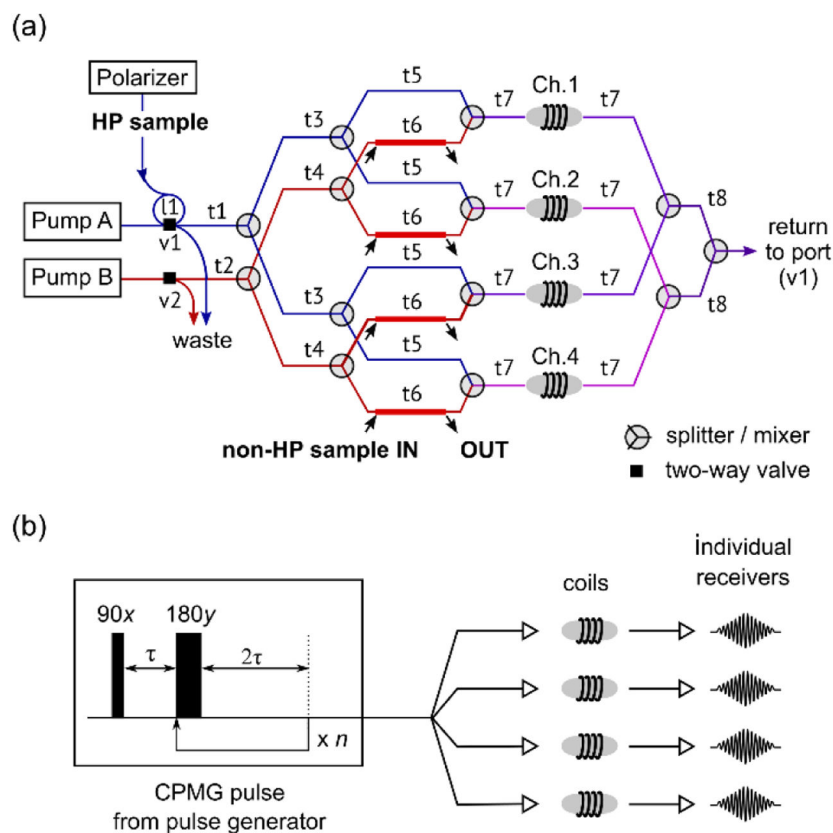 (a)
Polarizer
HP sample
Pump A
l1
v1
t1
Pump B
v2
t2
waste
t3
t4
t3
t4
t5
t6
t5
t6
t5
t6
t5
t6
non-HP sample IN
OUT
t7
Ch.1
t7
t7
Ch.2
t7
t7
Ch.3
t7
t7
Ch.4
t7
t8
t8
return
to port
(v1)
splitter / mixer
two-way valve
(b)
90x
180y
τ
2τ
x n
CPMG pulse
from pulse generator
coils
individual
receivers